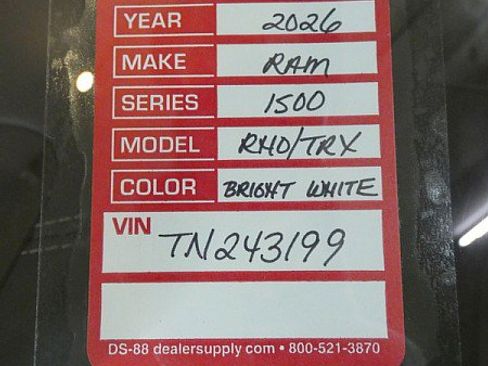 YEAR 2026
MAKE RAM
SERIES 1500
MODEL RHO/TRX
COLOR BRIGHT WHITE
VIN TN243199
DS-88 dealersupply com • 800-521-3870